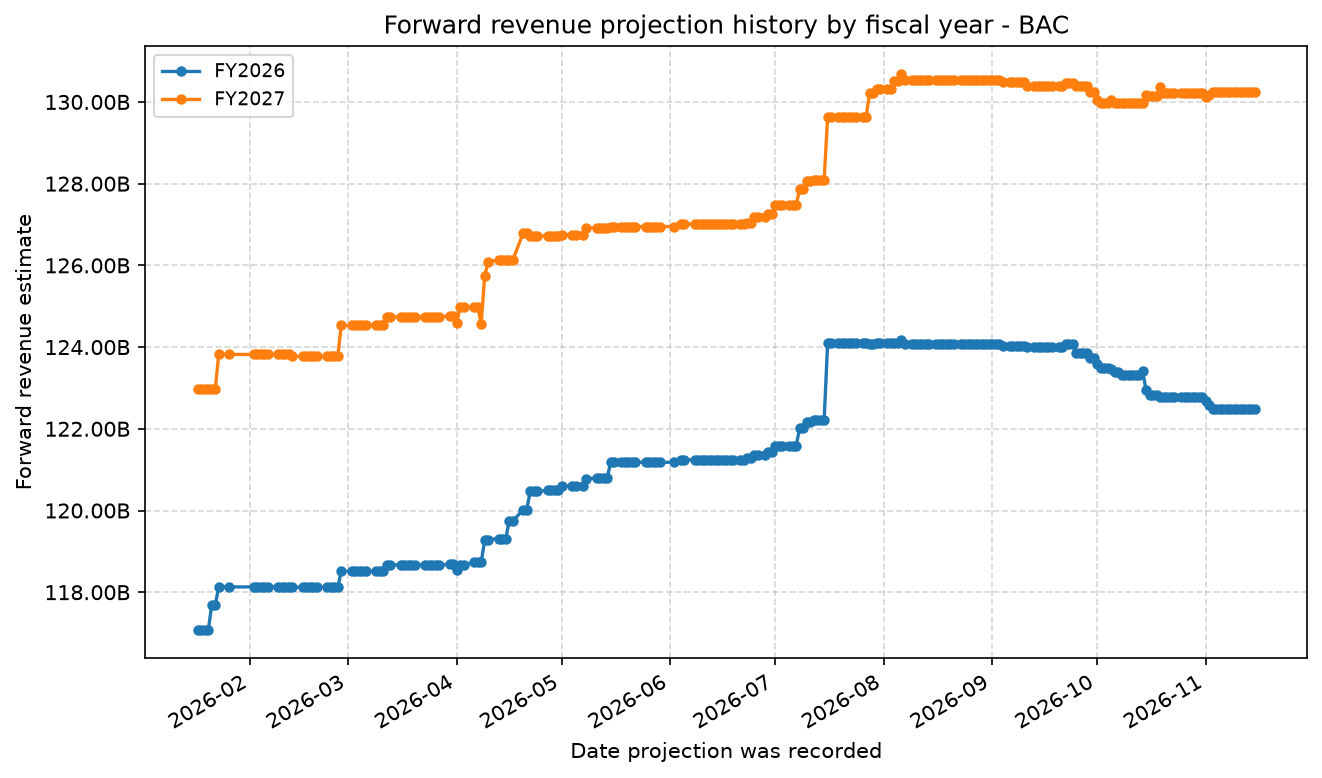 Forward revenue projection history by fiscal year - BAC
FY2026
FY2027
130.00B
128.00B
126.00B
124.00B
122.00B
120.00B
118.00B
Forward revenue estimate
2026-02
2026-03
2026-04
2026-05
2026-06
2026-07
2026-08
2026-09
2026-10
2026-11
Date projection was recorded